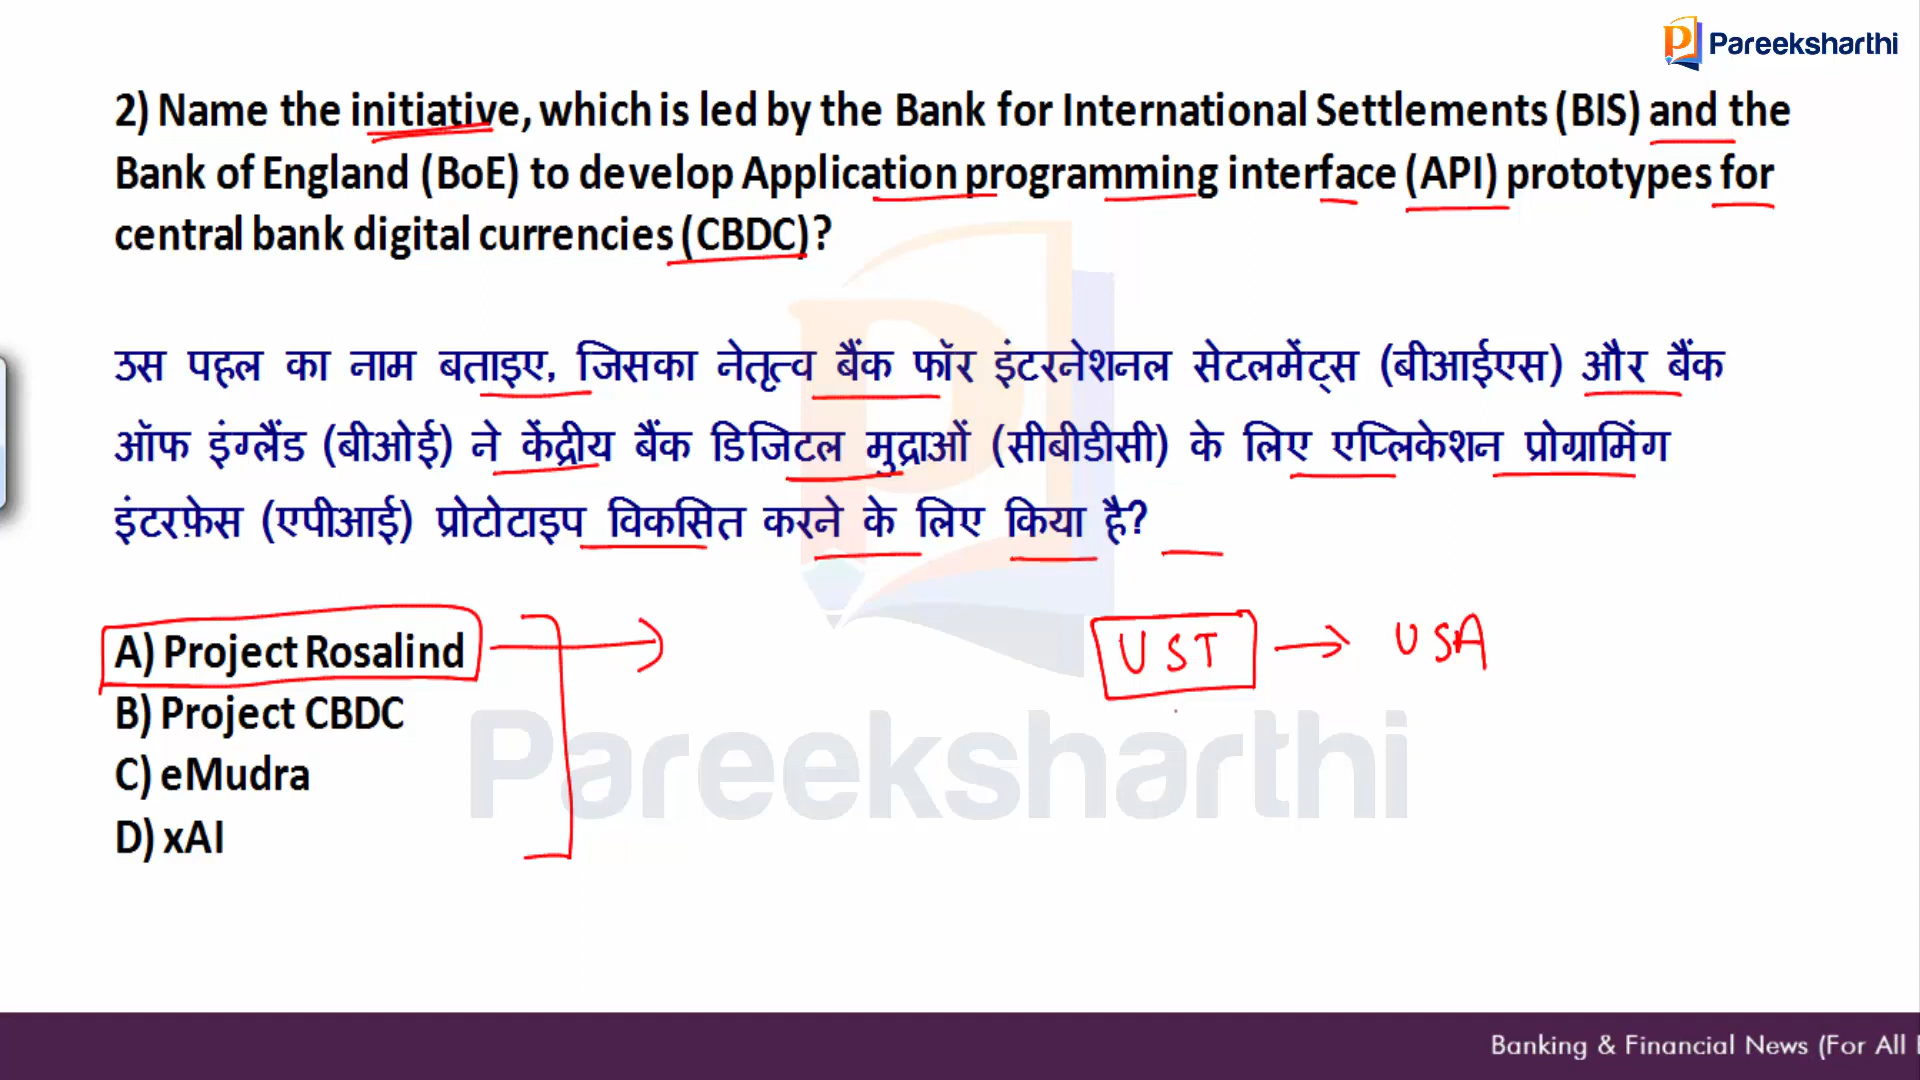 Pareeksharthi
2) Name the initiative, which is led by the Bank for International Settlements (BIS) and the
Bank of England (BoE) to develop Application programming interface (API) prototypes for
central bank digital currencies (CBDC)?
उस पहल का नाम बताइए, जिसका नेतृत्व बैंक फॉर इंटरनेशनल सेटलमेंट्स (बीआईएस) और बैंक
ऑफ इंग्लैंड (बीओई) ने केंद्रीय बैंक डिजिटल मुद्राओं (सीबीडीसी) के लिए एप्लिकेशन प्रोग्रामिंग
इंटरफ़ेस (एपीआई) प्रोटोटाइप विकसित करने के लिए किया है?
A) Project Rosalind
UST → USA
B) Project CBDC
Pareeksharthi
C) eMudra
D) xAI
Banking & Financial News (For All